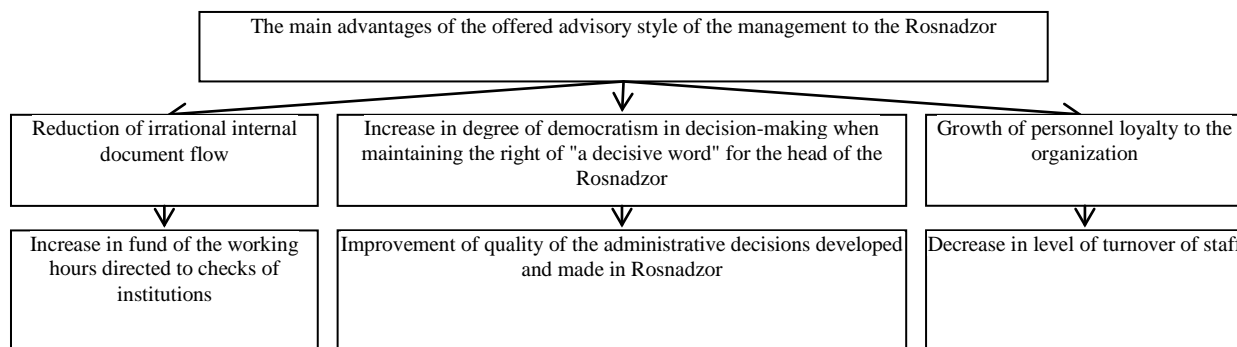 The main advantages of the offered advisory style of the management to the Rosnadzor
Reduction of irrational internal
document flow
Increase in degree of democratism in decision-making when
maintaining the right of "a decisive word" for the head of the
Rosnadzor
Growth of personnel loyalty to the
organization
Increase in fund of the working
hours directed to checks of
institutions
Improvement of quality of the administrative decisions developed
and made in Rosnadzor
Decrease in level of turnover of staff